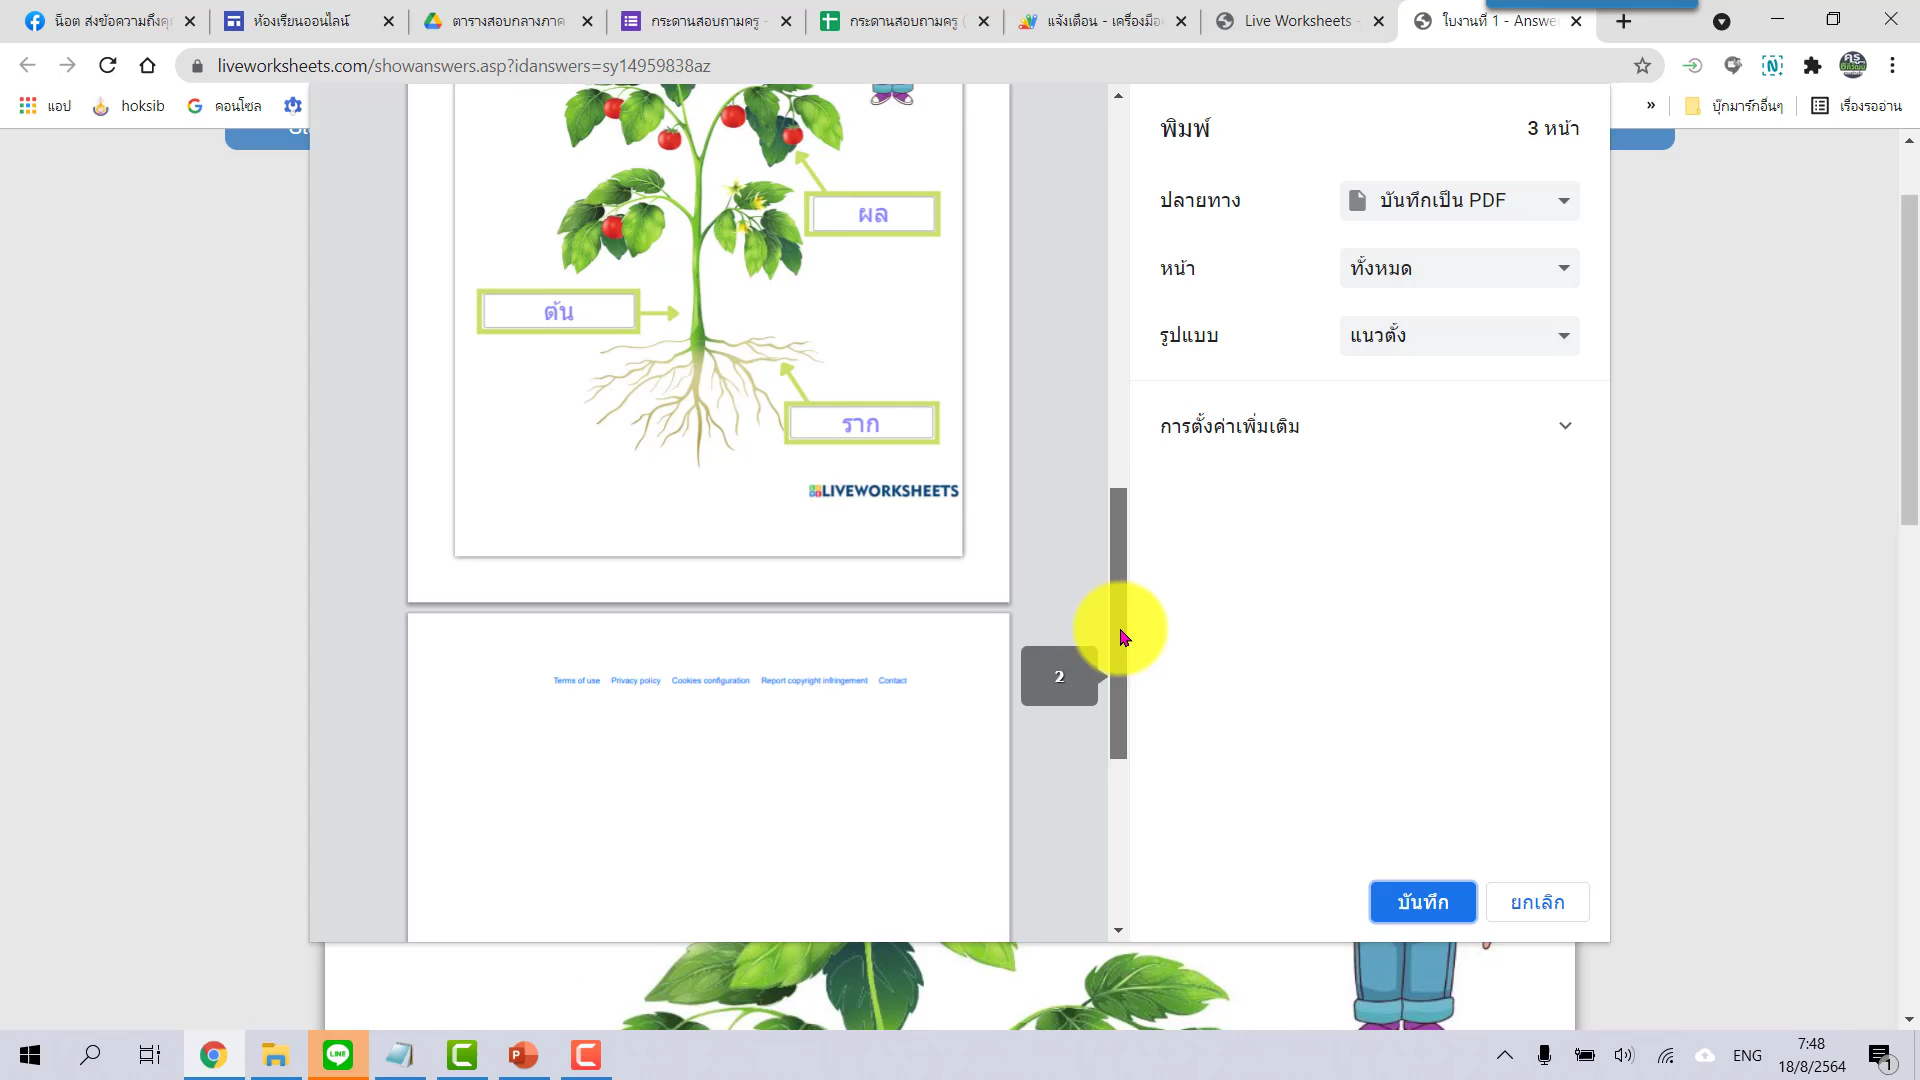 น็อต ส่งข้อความถึงคุณ
ห้องเรียนออนไลน์
ตารางสอบกลางภาค
กระดานสอบถามครู -
กระดานสอบถามครู (
แจ้งเตือน - เครื่องมือ
Live Worksheets -
ใบงานที่ 1 - Answe
liveworksheets.com/showanswers.asp?idanswers=sy14959838az
แอป
hoksib
คอนโซล
»
บุ๊กมาร์กอื่นๆ
เรื่องรออ่าน
ผล
ต้น
ราก
LIVEWORKSHEETS
Terms of use Privacy policy Cookies configuration Report copyright infringement Contact
2
พิมพ์
3 หน้า
ปลายทาง
บันทึกเป็น PDF
หน้า
ทั้งหมด
รูปแบบ
แนวตั้ง
การตั้งค่าเพิ่มเติม
บันทึก
ยกเลิก
LINE
ENG
7:48
18/8/2564
1